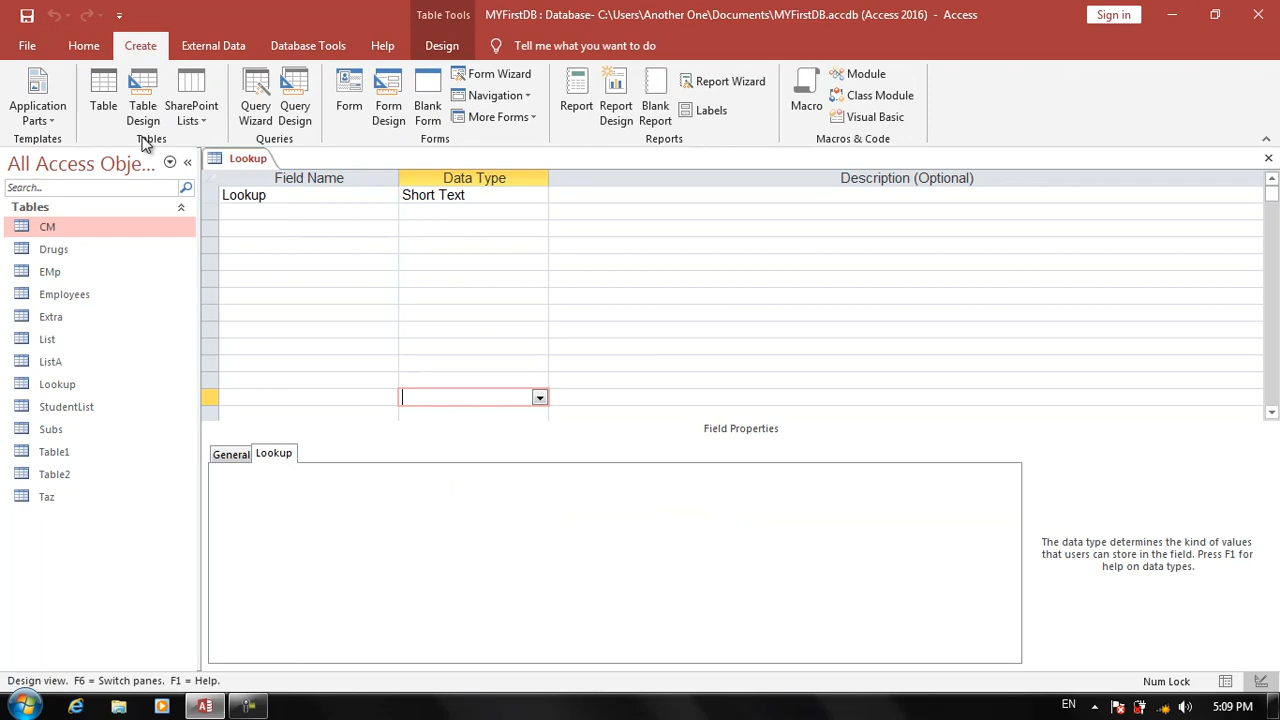 Table Tools
MYFirstDB : Database- C:\Users\Another One\Documents\MYFirstDB.accdb (Access 2016) - Access
Sign in
File Home Create External Data Database Tools Help Design Tell me what you want to do
Application Parts
Table
Table Design
SharePoint Lists
Query Wizard
Query Design
Form
Form Design
Blank Form
Form Wizard
Navigation
More Forms
Report
Report Design
Blank Report
Report Wizard
Labels
Macro
Module
Class Module
Visual Basic
Templates Tables Queries Forms Reports Macros & Code
All Access Obje...
Search...
Tables
CM
Drugs
EMp
Employees
Extra
List
ListA
Lookup
StudentList
Subs
Table1
Table2
Taz
Lookup
Field Name Data Type Description (Optional)
Lookup Short Text
Field Properties
General Lookup
The data type determines the kind of values
that users can store in the field. Press F1 for
help on data types.
Design view. F6 = Switch panes. F1 = Help.
Num Lock
EN
5:09 PM